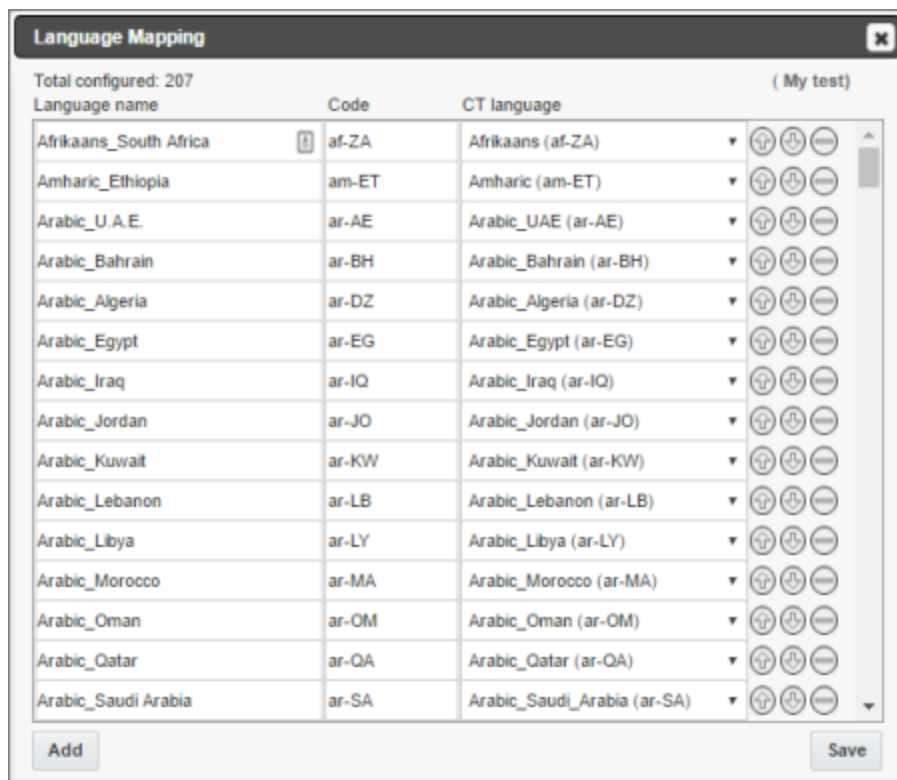 Language Mapping
Total configured: 207 ( My test)
Language name Code CT language
Afrikaans_South Africa af-ZA Afrikaans (af-ZA)
Amharic_Ethiopia am-ET Amharic (am-ET)
Arabic_U.A.E. ar-AE Arabic_UAE (ar-AE)
Arabic_Bahrain ar-BH Arabic_Bahrain (ar-BH)
Arabic_Algeria ar-DZ Arabic_Algeria (ar-DZ)
Arabic_Egypt ar-EG Arabic_Egypt (ar-EG)
Arabic_Iraq ar-IQ Arabic_Iraq (ar-IQ)
Arabic_Jordan ar-JO Arabic_Jordan (ar-JO)
Arabic_Kuwait ar-KW Arabic_Kuwait (ar-KW)
Arabic_Lebanon ar-LB Arabic_Lebanon (ar-LB)
Arabic_Libya ar-LY Arabic_Libya (ar-LY)
Arabic_Morocco ar-MA Arabic_Morocco (ar-MA)
Arabic_Oman ar-OM Arabic_Oman (ar-OM)
Arabic_Qatar ar-QA Arabic_Qatar (ar-QA)
Arabic_Saudi Arabia ar-SA Arabic_Saudi_Arabia (ar-SA)
Add Save